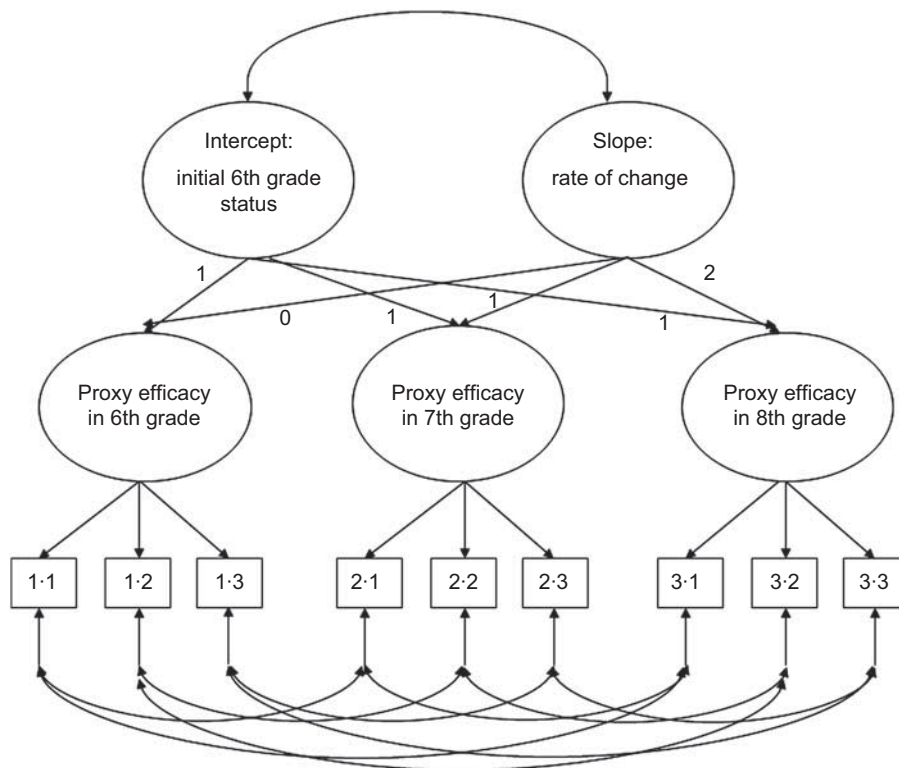 Intercept:
initial 6th grade
status
Slope:
rate of change
1
0
1
1
1
2
Proxy efficacy
in 6th grade
Proxy efficacy
in 7th grade
Proxy efficacy
in 8th grade
1·1
1·2
1·3
2·1
2·2
2·3
3·1
3·2
3·3